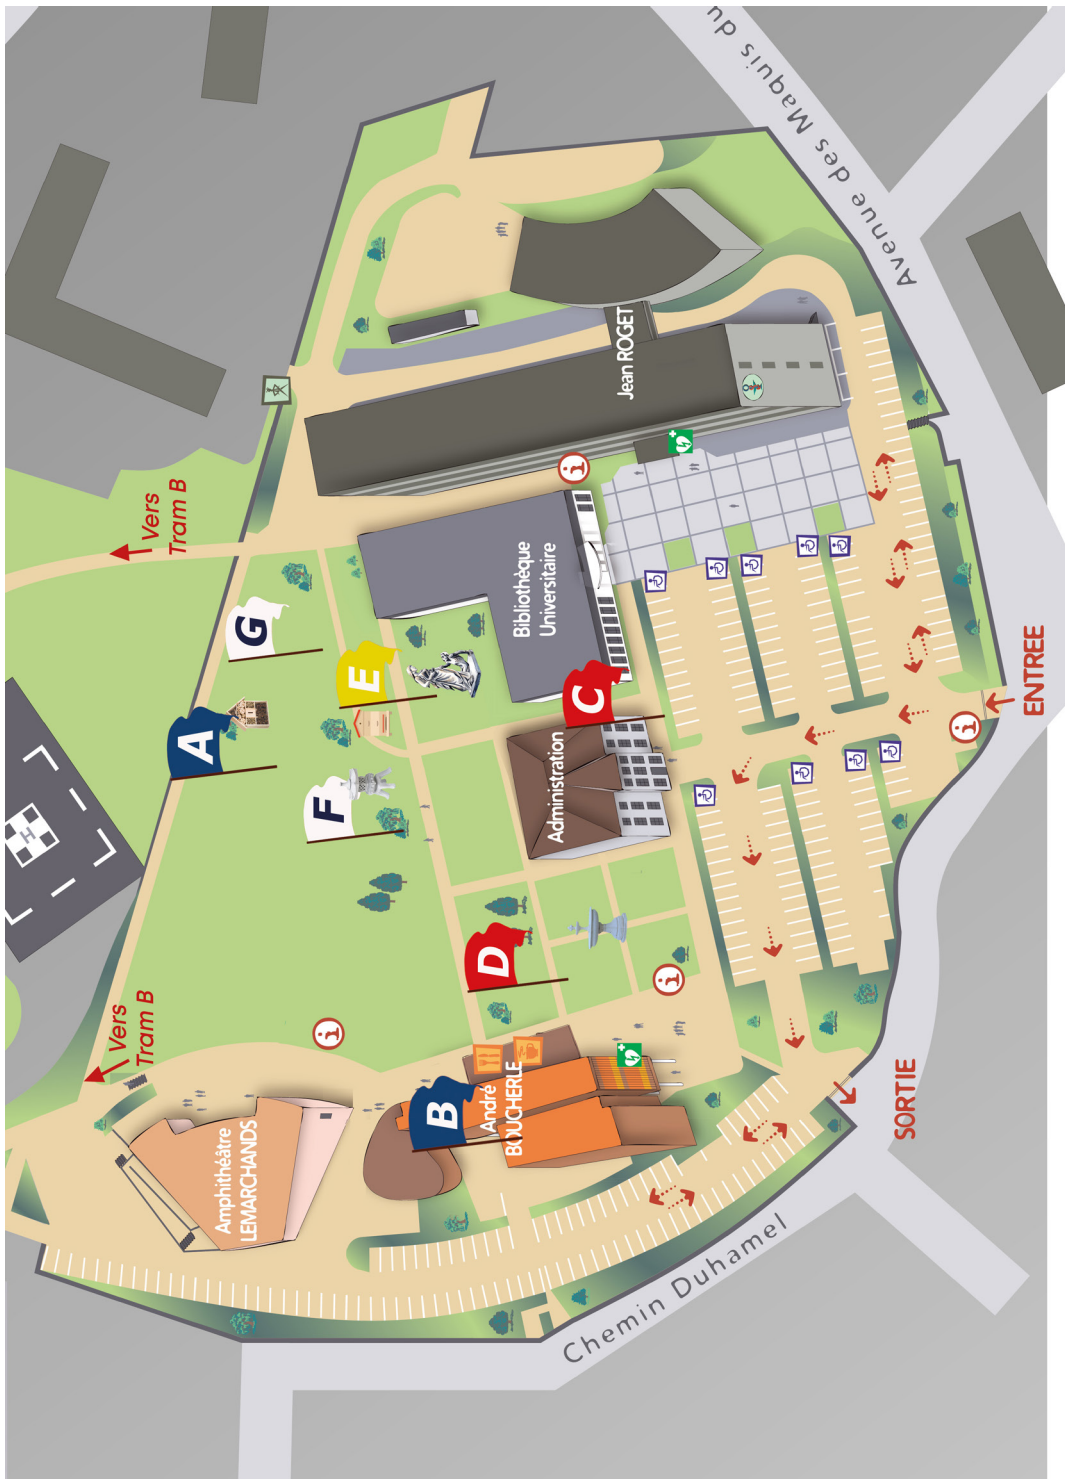 Avenue des Maquis du
Jean ROGET
Vers
Tram B
Bibliothèque
Universitaire
G
E
A
C
F
Administration
H
ENTREE
D
Vers
Tram B
André
BOUCHERLE
B
SORTIE
Amphithéâtre
LEMARCHANDS
Chemin Duhamel
i
i
i
i